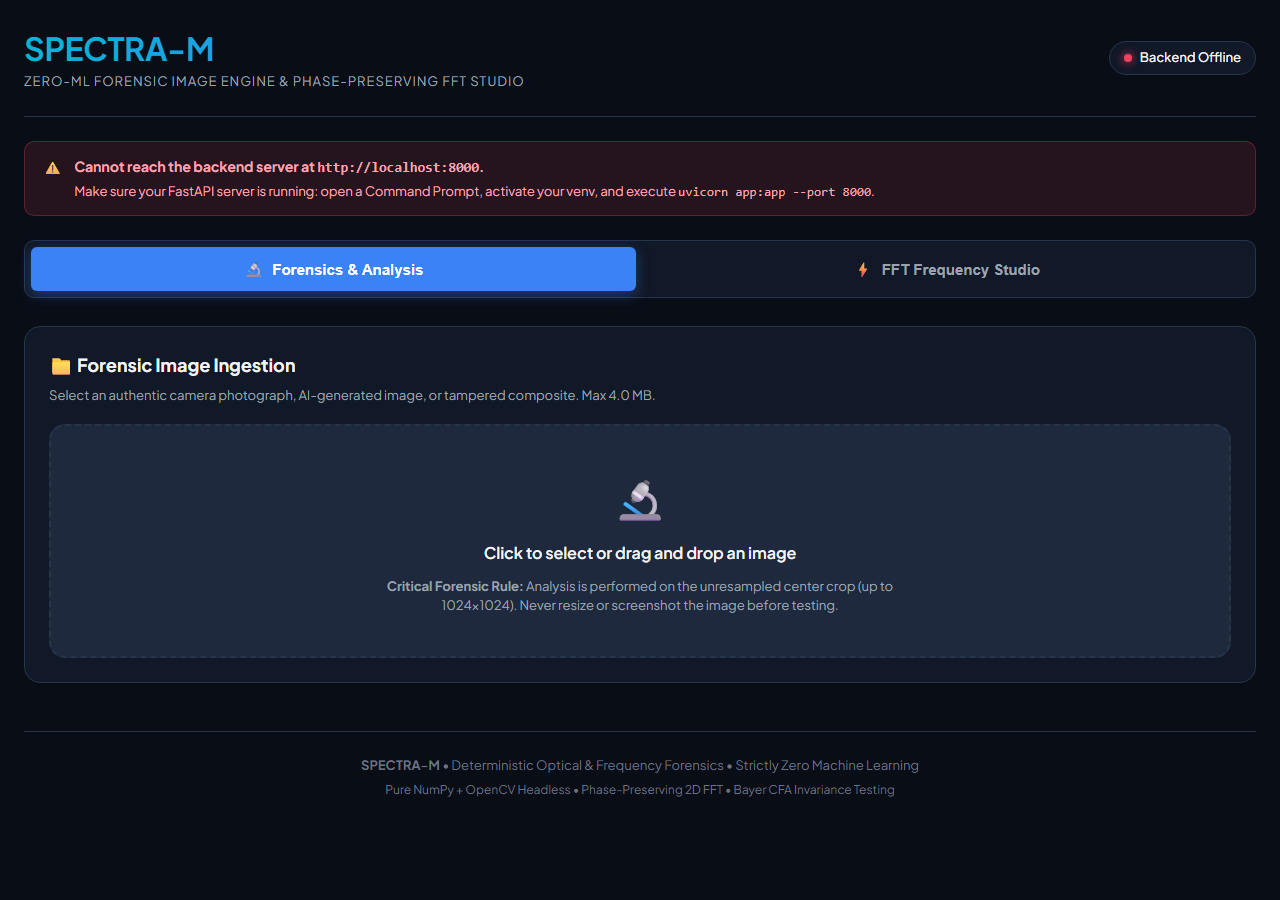 SPECTRA-M
ZERO-ML FORENSIC IMAGE ENGINE & PHASE-PRESERVING FFT STUDIO
Backend Offline
Cannot reach the backend server at http://localhost:8000.
Make sure your FastAPI server is running: open a Command Prompt, activate your venv, and execute uvicorn app:app --port 8000.
Forensics & Analysis
FFT Frequency Studio
Forensic Image Ingestion
Select an authentic camera photograph, AI-generated image, or tampered composite. Max 4.0 MB.
Click to select or drag and drop an image
Critical Forensic Rule: Analysis is performed on the unresampled center crop (up to
1024×1024). Never resize or screenshot the image before testing.
SPECTRA-M • Deterministic Optical & Frequency Forensics • Strictly Zero Machine Learning
Pure NumPy + OpenCV Headless • Phase-Preserving 2D FFT • Bayer CFA Invariance Testing